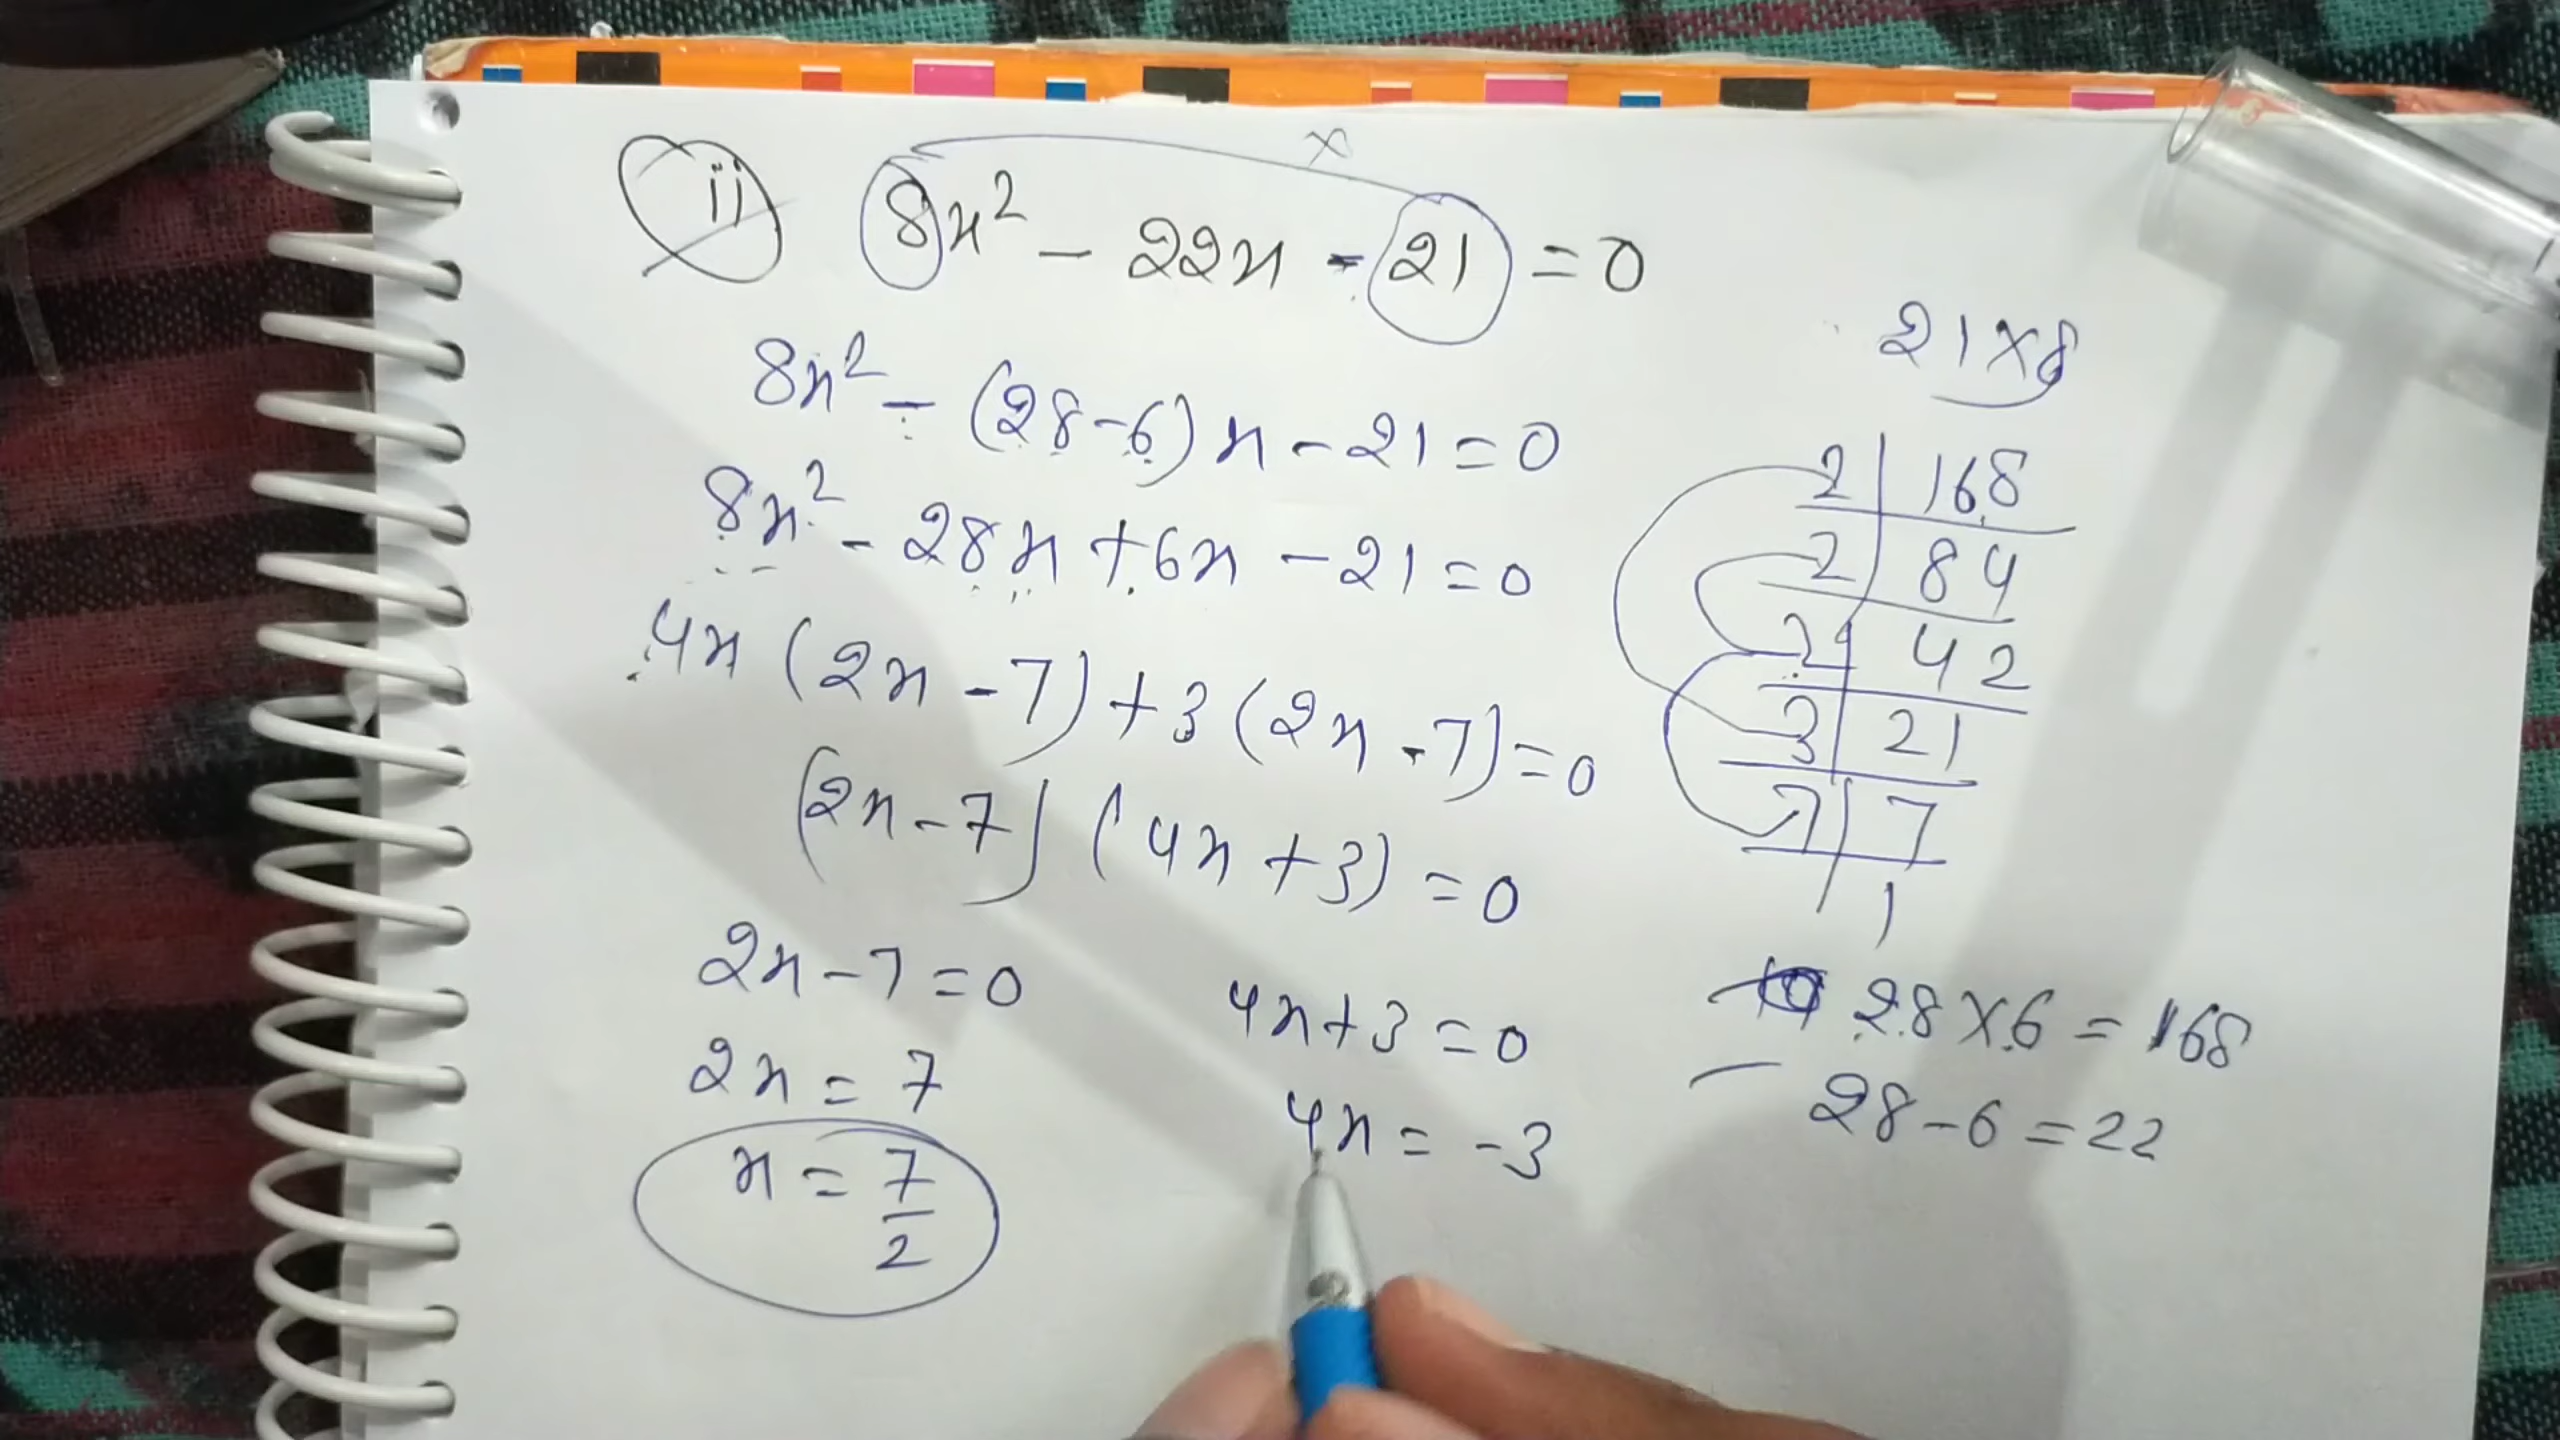 ii 8x² - 22x - 21 = 0
8x² - (28-6)x - 21 = 0
8x² - 28x + 6x - 21 = 0
4x (2x - 7) + 3 (2x - 7) = 0
(2x - 7) (4x + 3) = 0
2x - 7 = 0
2x = 7
x = 7/2
4x + 3 = 0
4x = -3
×
21 × 8
2 | 168
2 | 84
2 | 42
3 | 21
7 | 7
1
28 × 6 = 168
28 - 6 = 22